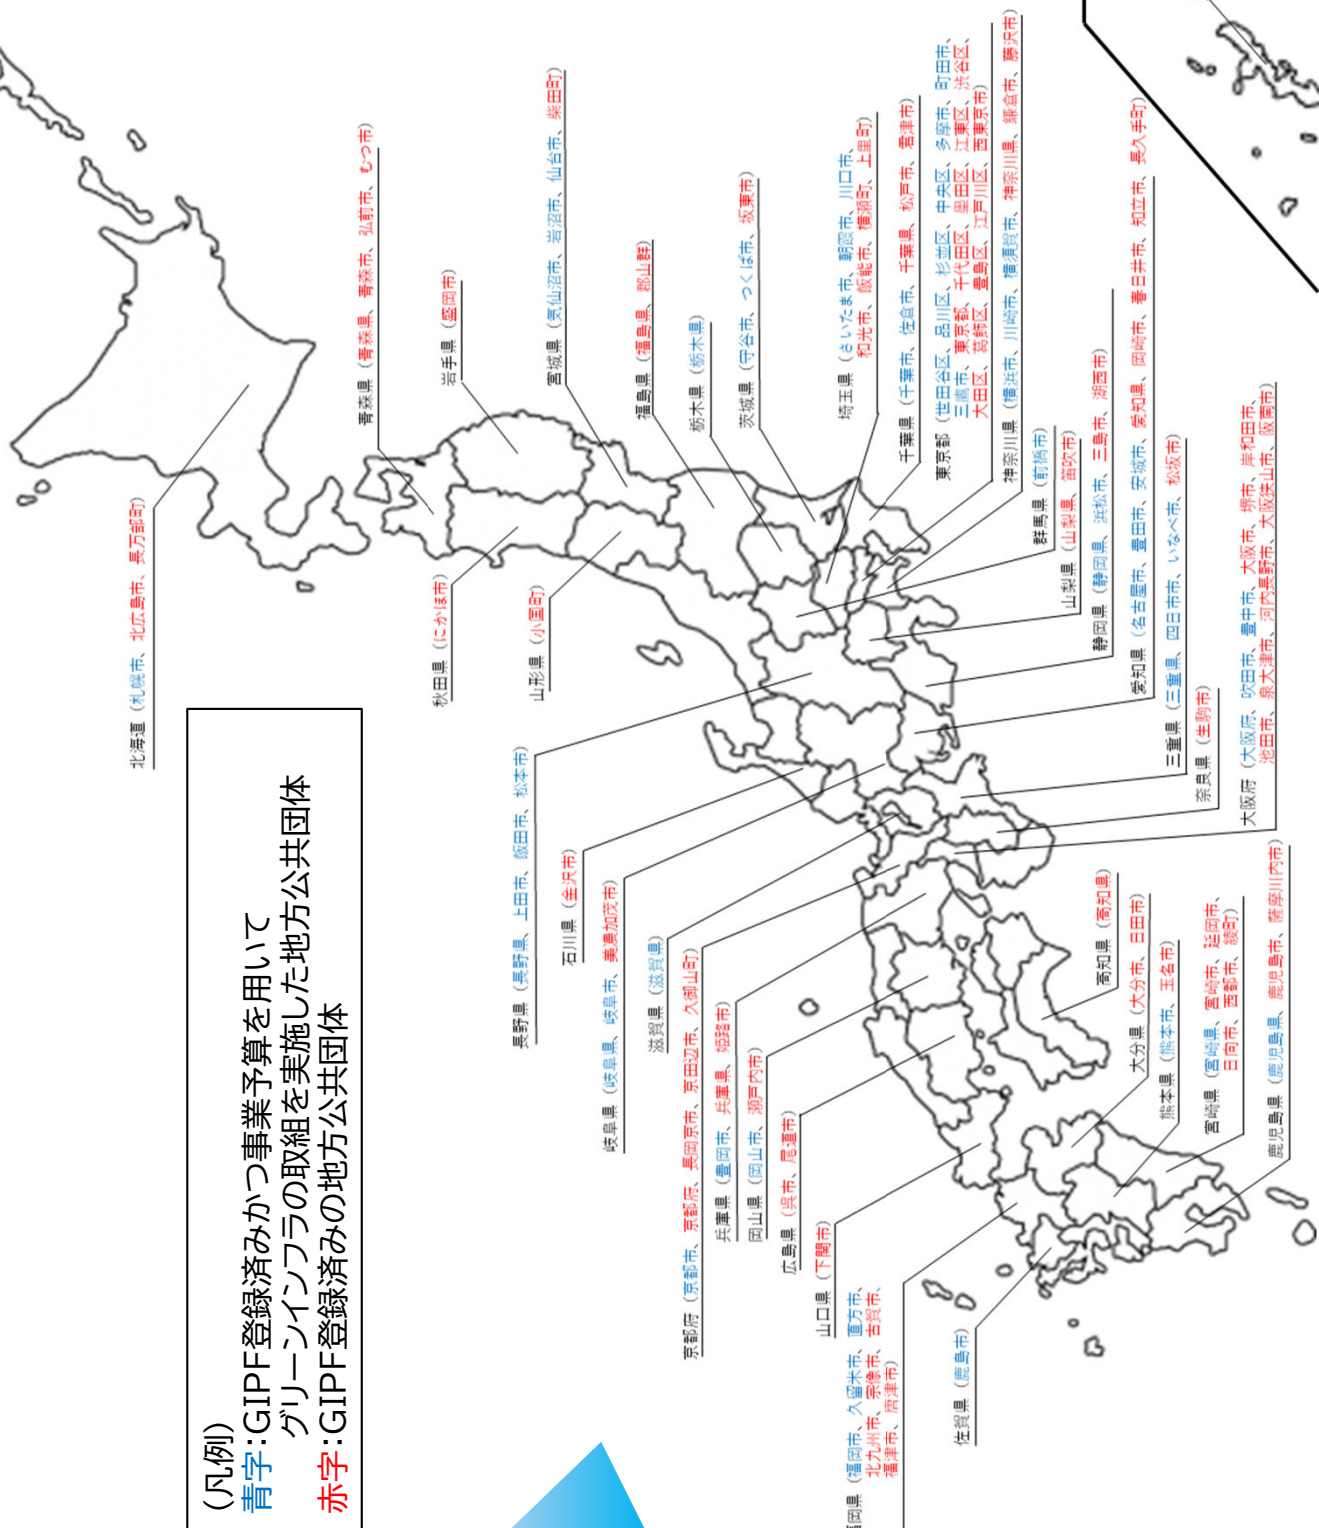 (凡例)
青字:GIPF登録済みかつ事業予算を用いて
グリーンインフラの取組を実施した地方公共団体
赤字:GIPF登録済みの地方公共団体
北海道（札幌市、北広島市、長万部町）
青森県（青森県、青森市、弘前市、むつ市）
岩手県（盛岡市）
秋田県（にかほ市）
宮城県（気仙沼市、岩沼市、仙台市、柴田町）
山形県（小国町）
福島県（福島県、郡山群）
栃木県（栃木県）
茨城県（守谷市、つくば市、坂東市）
埼玉県（さいたま市、朝霞市、川口市、
和光市、飯能市、横瀬町、上里町）
千葉県（千葉市、佐倉市、千葉県、松戸市、君津市）
東京都（世田谷区、品川区、杉並区、中央区、多摩市、町田市、
三鷹市、東京都、千代田区、墨田区、江東区、渋谷区、
大田区、葛飾区、豊島区、江戸川区、西東京市）
神奈川県（横浜市、川崎市、横須賀市、神奈川県、鎌倉市、藤沢市）
群馬県（前橋市）
山梨県（山梨県、笛吹市）
静岡県（静岡県、浜松市、三島市、湖西市）
愛知県（名古屋市、豊田市、安城市、愛知県、岡崎市、春日井市、知立市、長久手町）
三重県（三重県、四日市市、いなべ市、松坂市）
奈良県（生駒市）
大阪府（大阪府、吹田市、豊中市、大阪市、堺市、岸和田市、
池田市、泉大津市、河内長野市、大阪狭山市、阪南市）
長野県（長野県、上田市、飯田市、松本市）
石川県（金沢市）
岐阜県（岐阜県、岐阜市、美濃加茂市）
滋賀県（滋賀県）
京都府（京都市、京都府、長岡京市、京田辺市、久御山町）
兵庫県（豊岡市、兵庫県、姫路市）
岡山県（岡山市、瀬戸内市）
広島県（呉市、尾道市）
山口県（下関市）
高知県（高知県）
福岡県（福岡市、久留米市、直方市、
北九州市、宗像市、古賀市、
福津市、唐津市）
佐賀県（鹿島市）
大分県（大分市、日田市）
熊本県（熊本市、玉名市）
宮崎県（宮崎県、宮崎市、延岡市、
日向市、西都市、綾町）
鹿児島県（鹿児島県、鹿児島市、薩摩川内市）